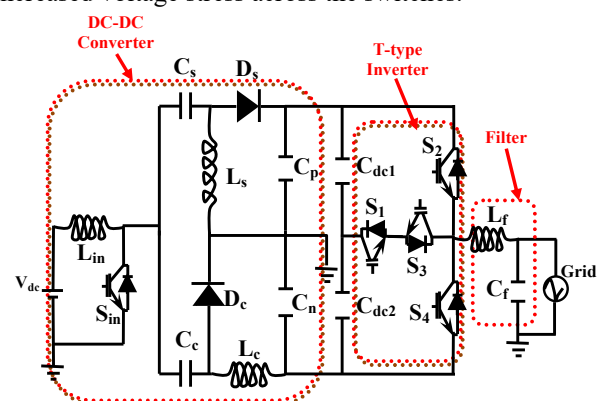 increased voltage stress across the switches.
DC-DC
Converter
T-type
Inverter
Filter
Cs
Ds
Ls
Cp
Cdc1
S1
S2
Lf
Lin
S3
Grid
Vdc
Sin
Dc
Cn
Cdc2
S4
Cf
Cc
Lc